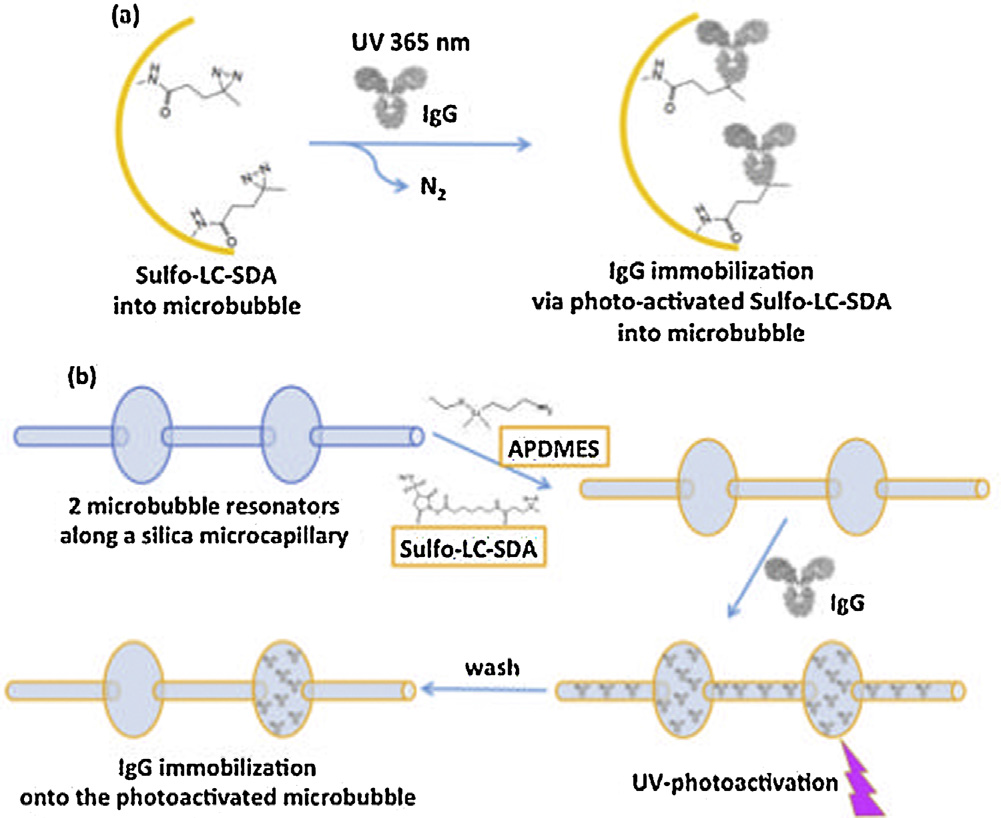 (a)
UV 365 nm
IgG
N2
Sulfo-LC-SDA
into microbubble
IgG immobilization
via photo-activated Sulfo-LC-SDA
into microbubble
(b)
APDMES
2 microbubble resonators
along a silica microcapillary
Sulfo-LC-SDA
IgG
wash
IgG immobilization
onto the photoactivated microbubble
UV-photoactivation